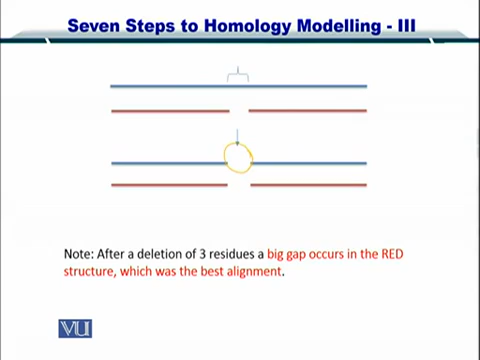 Seven Steps to Homology Modelling - III
Note: After a deletion of 3 residues a big gap occurs in the RED
structure, which was the best alignment.
VU